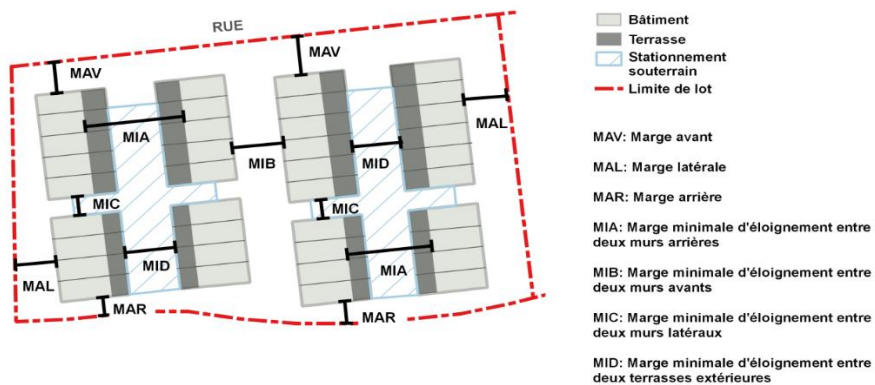 RUE
MAV
MAV
MIA
MIB
MID
MAL
MIC
MIC
MAL
MID
MIA
MAR
MAR
Bâtiment
Terrasse
Stationnement
souterrain
Limite de lot
MAV: Marge avant
MAL: Marge latérale
MAR: Marge arrière
MIA: Marge minimale d'éloignement entre
deux murs arrières
MIB: Marge minimale d'éloignement entre
deux murs avants
MIC: Marge minimale d'éloignement entre
deux murs latéraux
MID: Marge minimale d'éloignement entre
deux terrasses extérieures